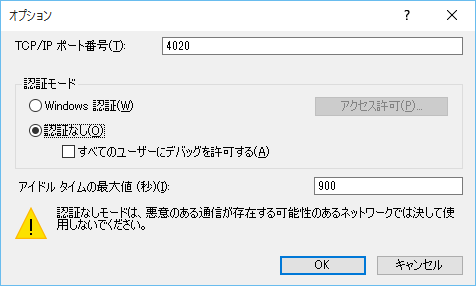 オプション
TCP/IP ポート番号(T):
4020
認証モード
Windows 認証(W)
アクセス許可(P)...
認証なし(O)
すべてのユーザーにデバッグを許可する(A)
アイドル タイムの最大値 (秒)(I):
900
認証なしモードは、悪意のある通信が存在する可能性のあるネットワークでは決して使
用しないでください。
OK
キャンセル